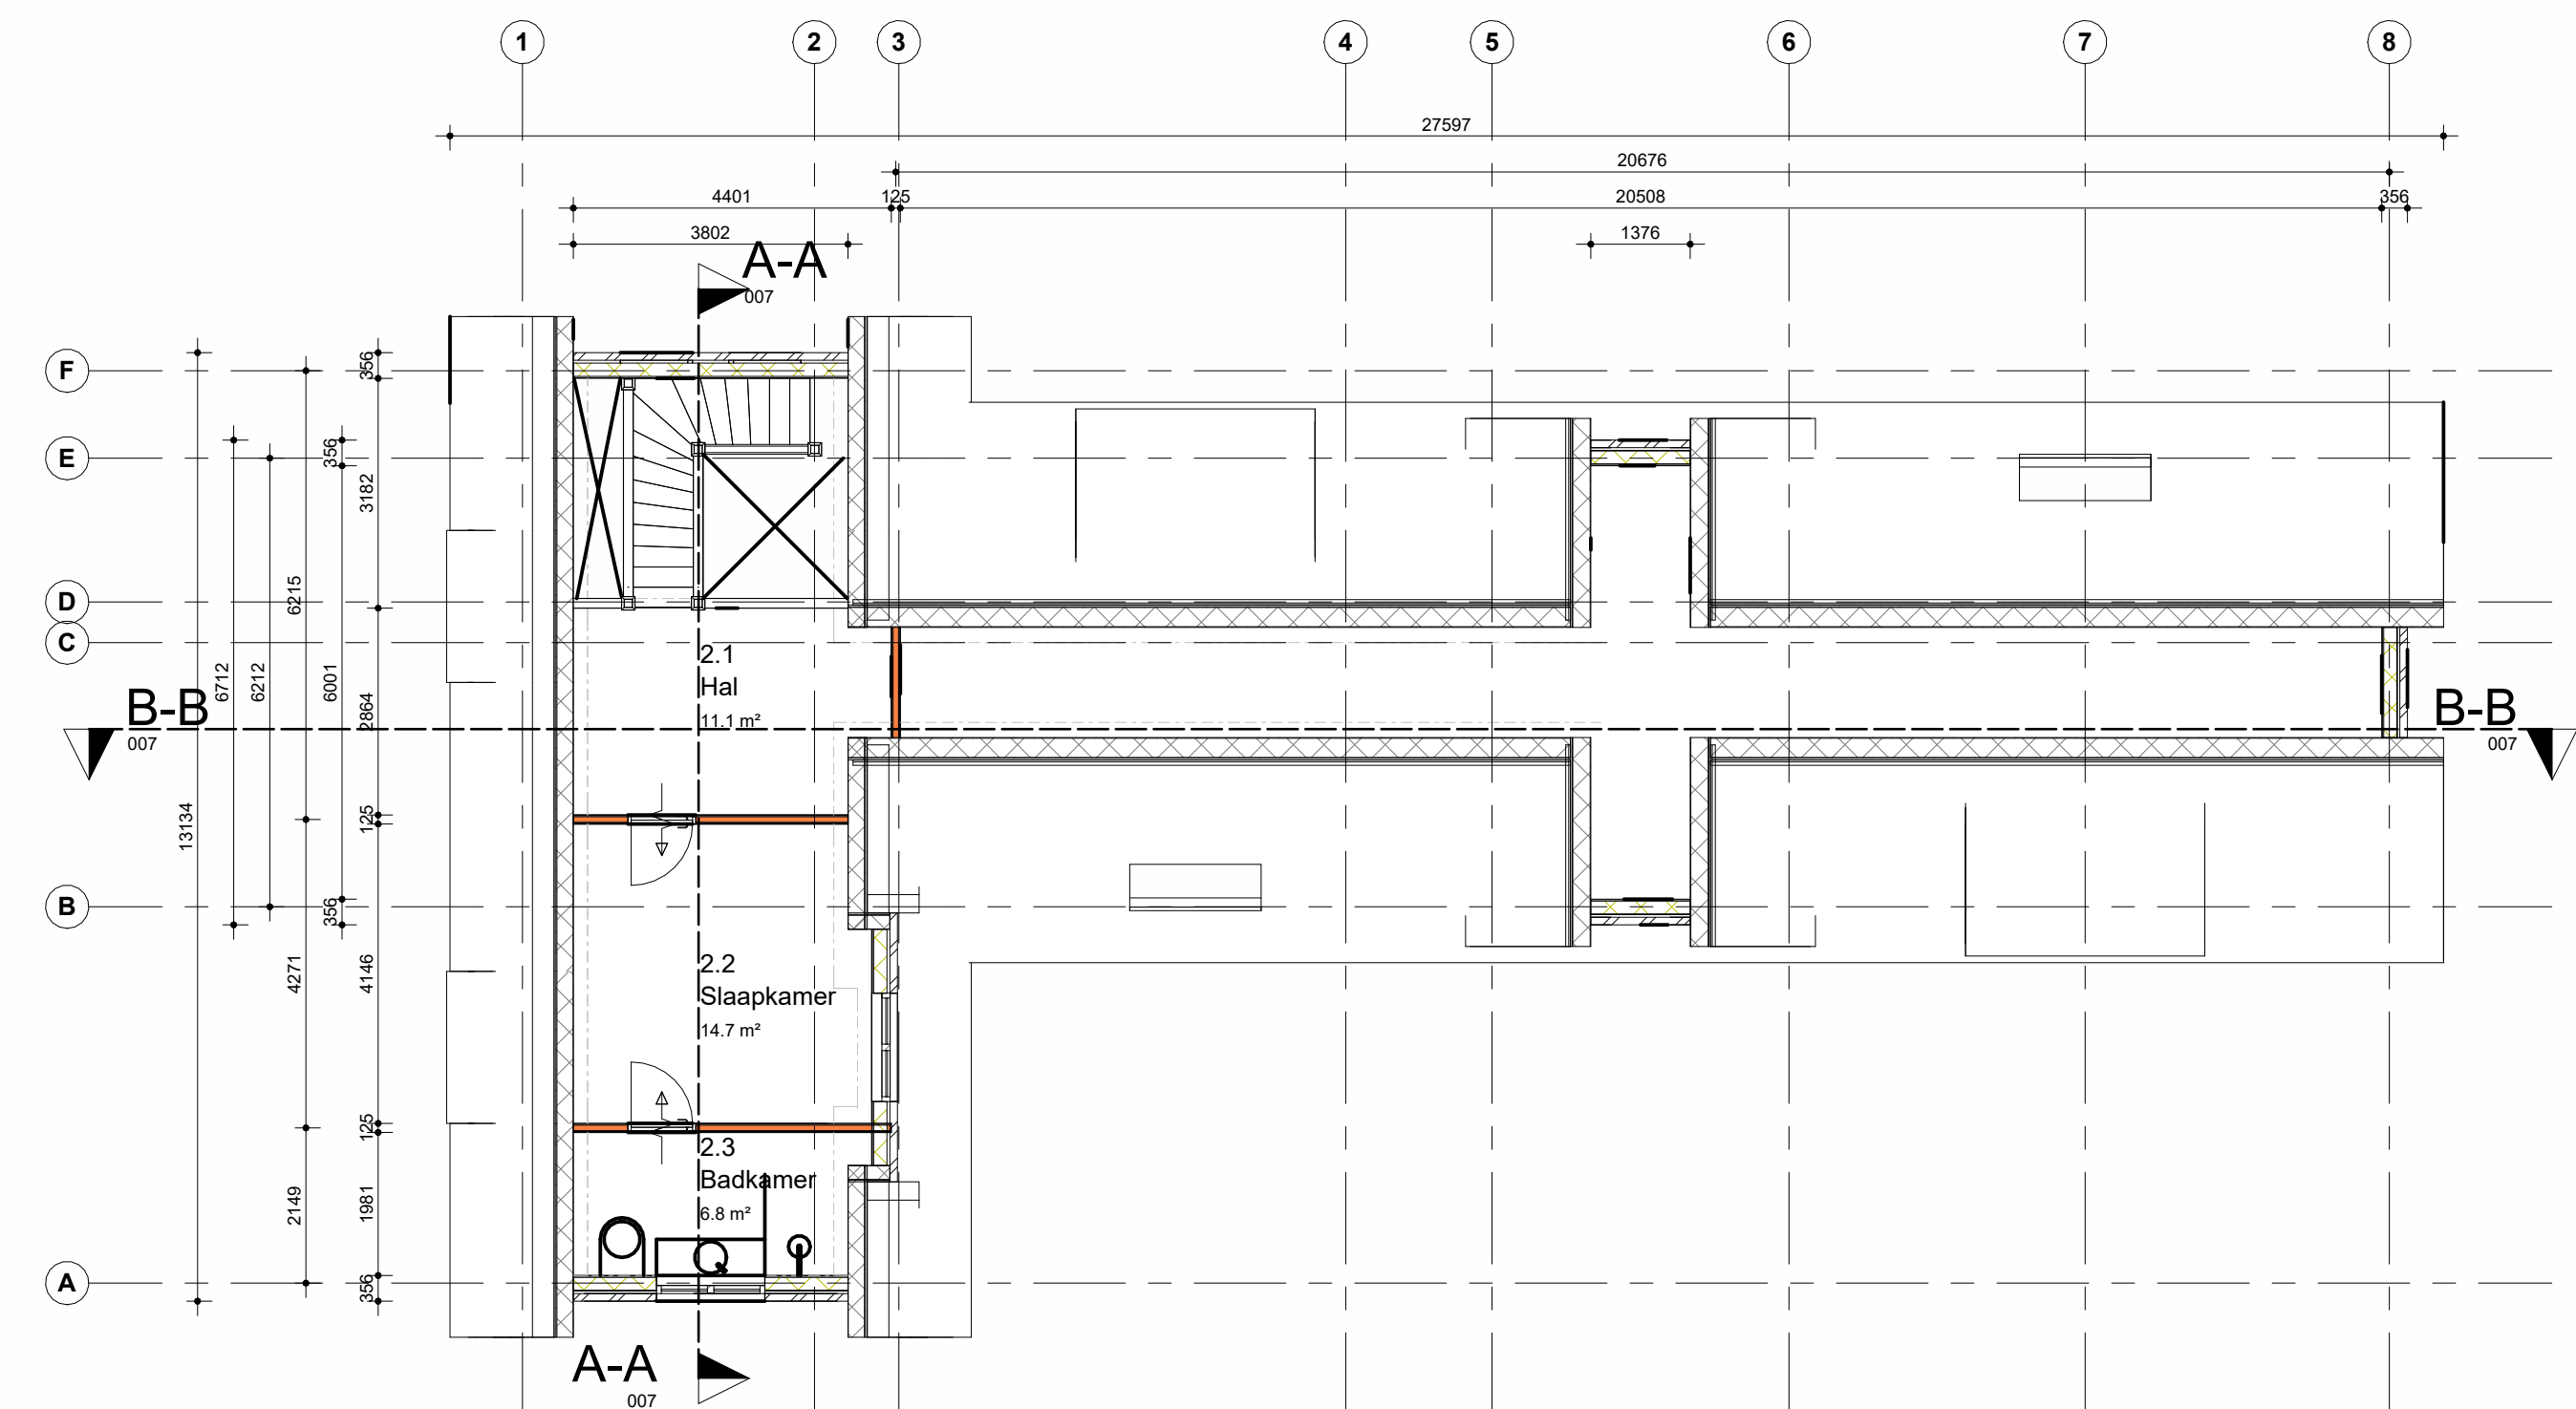 1 2 3 4 5 6 7 8
27597
20676
4401 125 20508 356
3802 1376
A-A
007
F
E
D
C
B
A
356
3182
2864
125
4146
125
1981
356
356
6001
356
6215
4271
2149
6212
6712
13134
2.1
Hal
11.1 m²
B-B
007
B-B
007
2.2
Slaapkamer
14.7 m²
2.3
Badkamer
6.8 m²
A-A
007